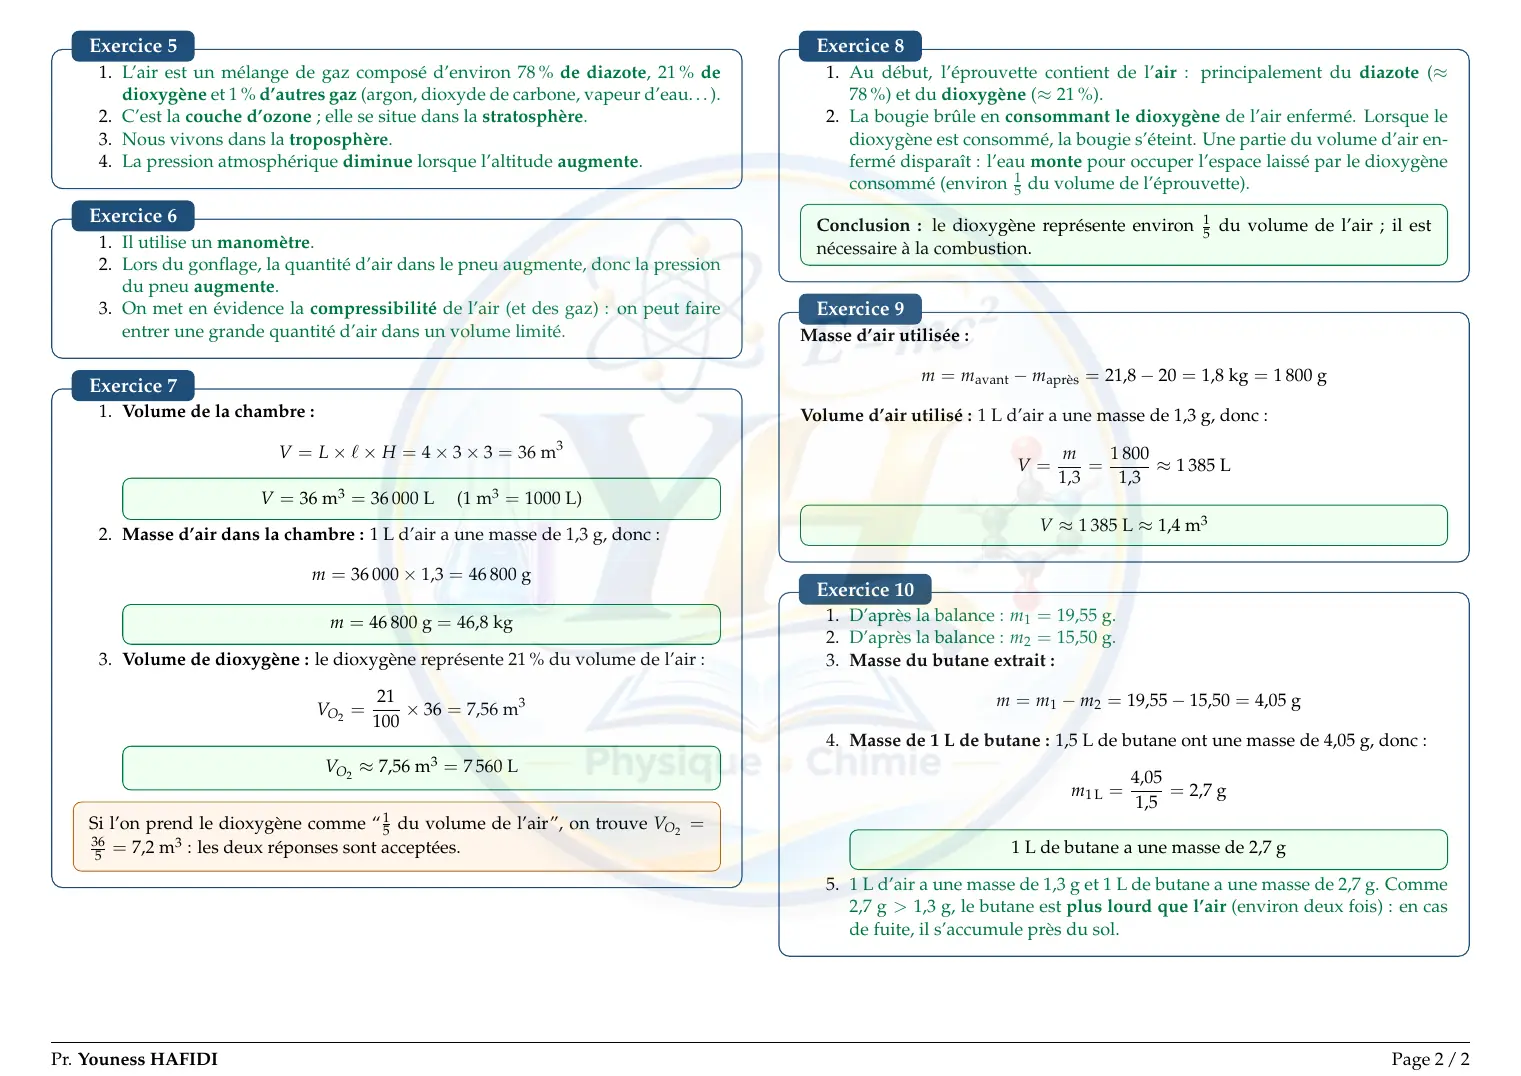 Exercice 5
1. L'air est un mélange de gaz composé d'environ 78 % de diazote, 21 % de
dioxygène et 1 % d'autres gaz (argon, dioxyde de carbone, vapeur d'eau...).
2. C'est la couche d'ozone ; elle se situe dans la stratosphère.
3. Nous vivons dans la troposphère.
4. La pression atmosphérique diminue lorsque l'altitude augmente.
Exercice 6
1. Il utilise un manomètre.
2. Lors du gonflage, la quantité d'air dans le pneu augmente, donc la pression
du pneu augmente.
3. On met en évidence la compressibilité de l'air (et des gaz) : on peut faire
entrer une grande quantité d'air dans un volume limité.
Exercice 7
1. Volume de la chambre :
V = L × ℓ × H = 4 × 3 × 3 = 36 m³
V = 36 m³ = 36 000 L (1 m³ = 1000 L)
2. Masse d'air dans la chambre : 1 L d'air a une masse de 1,3 g, donc :
m = 36 000 × 1,3 = 46 800 g
m = 46 800 g = 46,8 kg
3. Volume de dioxygène : le dioxygène représente 21 % du volume de l'air :
V_O₂ = 21/100 × 36 = 7,56 m³
V_O₂ ≈ 7,56 m³ = 7 560 L
Si l'on prend le dioxygène comme "1/5 du volume de l'air", on trouve V_O₂ =
36/5 = 7,2 m³ : les deux réponses sont acceptées.
Exercice 8
1. Au début, l'éprouvette contient de l'air : principalement du diazote (≈
78 %) et du dioxygène (≈ 21 %).
2. La bougie brûle en consommant le dioxygène de l'air enfermé. Lorsque le
dioxygène est consommé, la bougie s'éteint. Une partie du volume d'air en-
fermé disparaît : l'eau monte pour occuper l'espace laissé par le dioxygène
consommé (environ 1/5 du volume de l'éprouvette).
Conclusion : le dioxygène représente environ 1/5 du volume de l'air ; il est
nécessaire à la combustion.
Exercice 9
Masse d'air utilisée :
m = m_avant − m_après = 21,8 − 20 = 1,8 kg = 1 800 g
Volume d'air utilisé : 1 L d'air a une masse de 1,3 g, donc :
V = m/1,3 = 1 800/1,3 ≈ 1 385 L
V ≈ 1 385 L ≈ 1,4 m³
Exercice 10
1. D'après la balance : m₁ = 19,55 g.
2. D'après la balance : m₂ = 15,50 g.
3. Masse du butane extrait :
m = m₁ − m₂ = 19,55 − 15,50 = 4,05 g
4. Masse de 1 L de butane : 1,5 L de butane ont une masse de 4,05 g, donc :
m_1 L = 4,05/1,5 = 2,7 g
1 L de butane a une masse de 2,7 g
5. 1 L d'air a une masse de 1,3 g et 1 L de butane a une masse de 2,7 g. Comme
2,7 g > 1,3 g, le butane est plus lourd que l'air (environ deux fois) : en cas
de fuite, il s'accumule près du sol.
E=mc²
YH
Physique - Chimie
Pr. Youness HAFIDI
Page 2 / 2